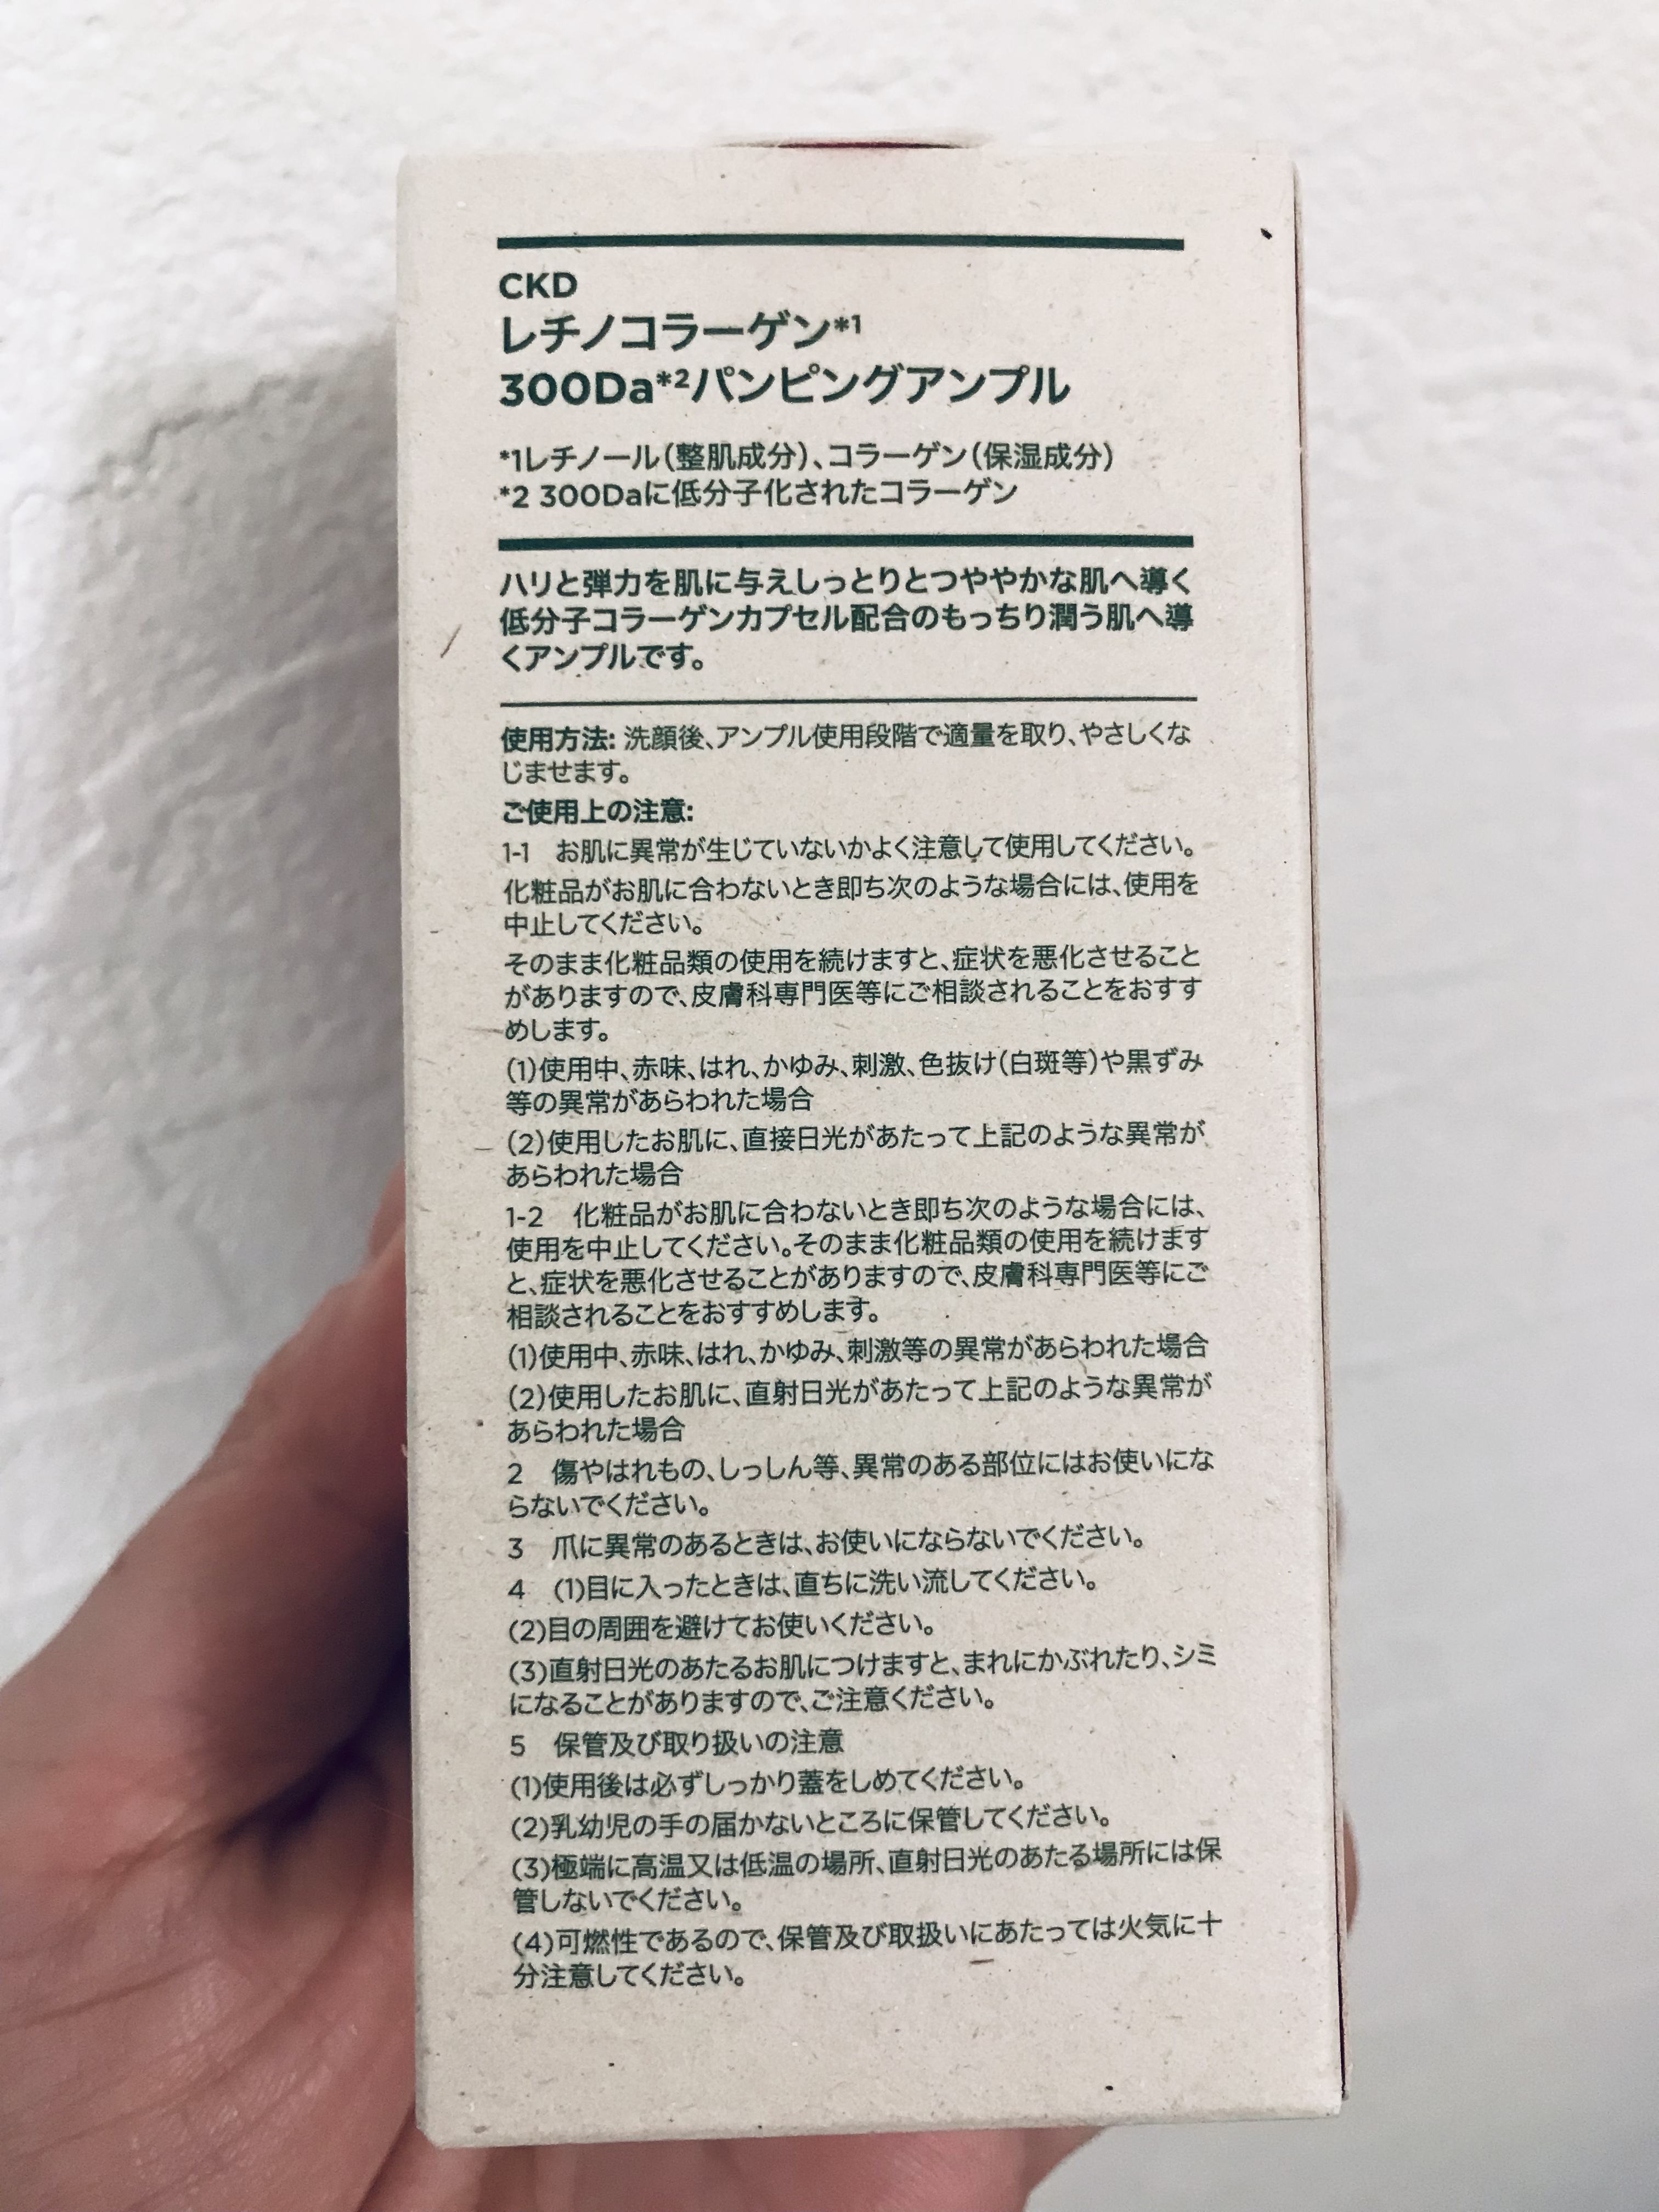 CKD
レチノコラーゲン*1
300Da*2パンピングアンプル
*1レチノール(整肌成分)、コラーゲン(保湿成分)
*2 300Daに低分子化されたコラーゲン
ハリと弾力を肌に与えしっとりとつややかな肌へ導く
低分子コラーゲンカプセル配合のもっちり潤う肌へ導
くアンプルです。
使用方法: 洗顔後、アンプル使用段階で適量を取り、やさしくな
じませます。
ご使用上の注意:
1-1　お肌に異常が生じていないかよく注意して使用してください。
化粧品がお肌に合わないとき即ち次のような場合には、使用を
中止してください。
そのまま化粧品類の使用を続けますと、症状を悪化させること
がありますので、皮膚科専門医等にご相談されることをおすす
めします。
(1)使用中、赤味、はれ、かゆみ、刺激、色抜け(白斑等)や黒ずみ
等の異常があらわれた場合
(2)使用じたお肌に、直接日光があたって上記のような異常が
あらわれた場合
1-2　化粧品がお肌に合わないとき即ち次のような場合には、
使用を中止してください。そのまま化粧品類の使用を続けます
と、症状を悪化させることがありますので、皮膚科専門医等にご
相談されることをおすすめします。
(1)使用中、赤味、はれ、かゆみ、刺激等の異常があらわれた場合
(2)使用したお肌に、直射日光があたって上記のような異常が
あらわれた場合
2　傷やはれもの、しっしん等、異常のある部位にはお使いにな
らないでください。
3　爪に異常のあるときは、お使いにならないでください。
4　(1)目に入ったときは、直ちに洗い流してください。
(2)目の周囲を避けてお使いください。
(3)直射日光のあたるお肌につけますと、まれにかぶれたり、シミ
になることがありますので、ご注意ください。
5　保管及び取り扱いの注意
(1)使用後は必ずしっかり蓋をしめてください。
(2)乳幼児の手の届かないところに保管してください。
(3)極端に高温又は低温の場所、直射日光のあたる場所には保
管しないでください。
(4)可燃性であるので、保管及び取扱いにあたっては火気に十
分注意してください。